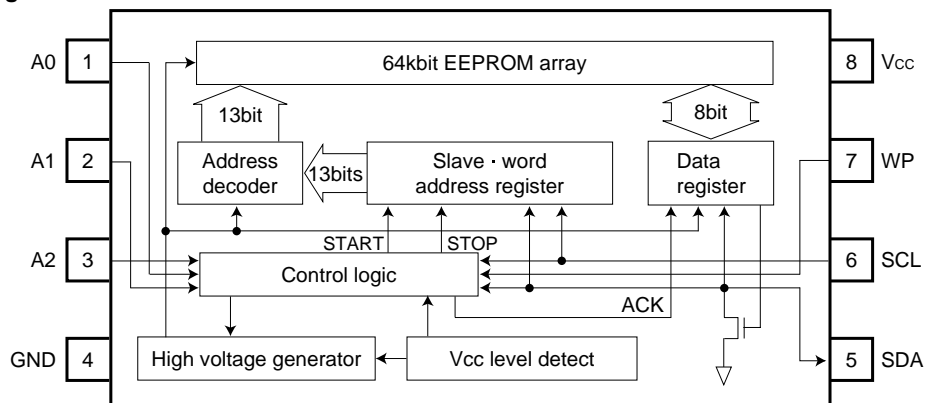 A0 1
64kbit EEPROM array
8 Vcc
13bit
8bit
A1 2
Address
decoder
13bits
Slave · word
address register
Data
register
7 WP
START
STOP
A2 3
Control logic
6 SCL
ACK
GND 4
High voltage generator
Vcc level detect
5 SDA